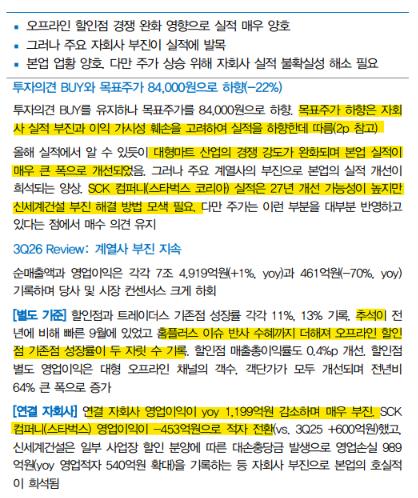 오프라인 할인점 경쟁 완화 영향으로 실적 매우 양호
그러나 주요 자회사 부진이 실적에 발목
본업 업황 양호, 다만 주가 상승 위해 자회사 실적 불확실성 해소 필요
투자의견 BUY와 목표주가 84,000원으로 하향(-22%)
투자의견 BUY를 유지하나 목표주가를 84,000원으로 하향. 목표주가 하향은 자회
사 실적 부진과 이익 가시성 훼손을 고려하여 실적을 하향한데 따름(2p 참고)
올해 실적에서 알 수 있듯이 대형마트 산업의 경쟁 강도가 완화되며 본업 실적이
매우 큰 폭으로 개선되었음. 그러나 주요 계열사의 부진으로 본업의 실적 개선이
희석되는 양상. SCK 컴퍼니(스타벅스 코리아) 실적은 27년 개선 가능성이 높지만
신세계건설 부진 해결 방법 모색 필요. 다만 주가는 이런 부분을 대부분 반영하고
있다는 점에서 매수 의견 유지
3Q26 Review: 계열사 부진 지속
순매출액과 영업이익은 각각 7조 4,919억원(+1%, yoy)과 461억원(-70%, yoy)
기록하며 당사 및 시장 컨센서스 크게 하회
[별도 기준] 할인점과 트레이더스 기존점 성장률 각각 11%, 13% 기록. 추석이 전
년에 비해 빠른 9월에 있었고 홈플러스 이슈 반사 수혜까지 더해져 오프라인 할인
점 기존점 성장률이 두 자릿 수 기록. 할인점 매출총이익률도 0.4%p 개선. 할인점
별도 영업이익은 대형 오프라인 채널의 객수, 객단가가 모두 개선되며 전년비
64% 큰 폭으로 증가
[연결 자회사] 연결 자회사 영업이익이 yoy 1,199억원 감소하며 매우 부진. SCK
컴퍼니(스타벅스) 영업이익이 -453억원으로 적자 전환(vs. 3Q25 +600억원)했고,
신세계건설은 일부 사업장 할인 분양에 따른 대손충당금 발생으로 영업손실 989
억원(yoy 영업적자 540억원 확대)을 기록하는 등 자회사 부진으로 본업의 호실적
이 희석됨